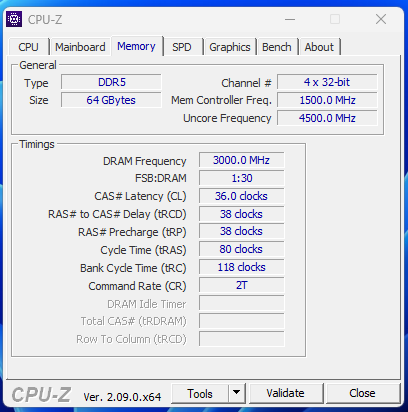 CPU-Z
CPU Mainboard Memory SPD Graphics Bench About
General
Type DDR5 Channel # 4 x 32-bit
Size 64 GBytes Mem Controller Freq. 1500.0 MHz
Uncore Frequency 4500.0 MHz
Timings
DRAM Frequency 3000.0 MHz
FSB:DRAM 1:30
CAS# Latency (CL) 36.0 clocks
RAS# to CAS# Delay (tRCD) 38 clocks
RAS# Precharge (tRP) 38 clocks
Cycle Time (tRAS) 80 clocks
Bank Cycle Time (tRC) 118 clocks
Command Rate (CR) 2T
DRAM Idle Timer
Total CAS# (tRDRAM)
Row To Column (tRCD)
CPU-Z Ver. 2.09.0.x64 Tools Validate Close